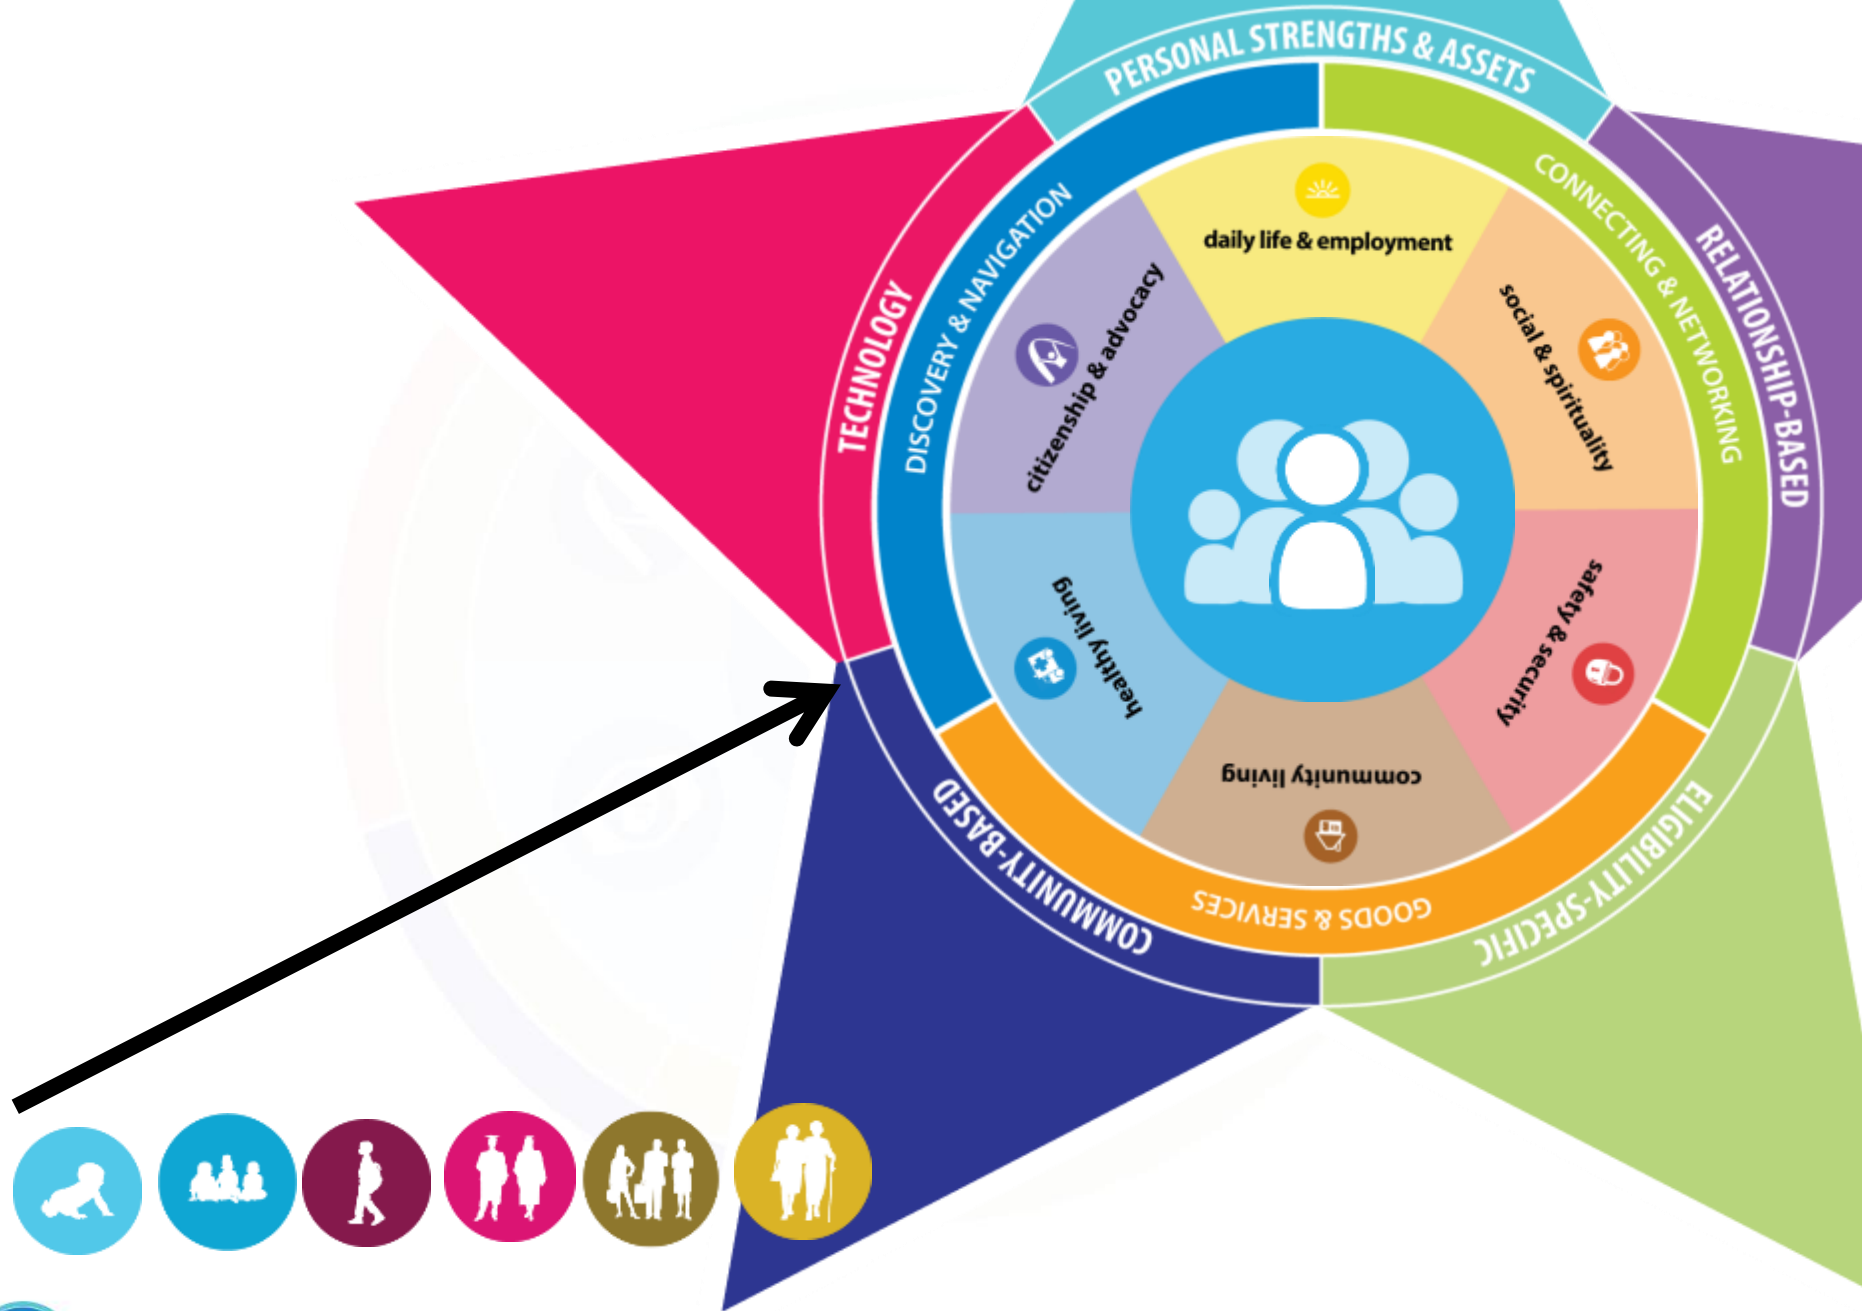 PERSONAL STRENGTHS & ASSETS
TECHNOLOGY
RELATIONSHIP-BASED
COMMUNITY-BASED
ELIGIBILITY-SPECIFIC
DISCOVERY & NAVIGATION
CONNECTING & NETWORKING
GOODS & SERVICES
daily life & employment
citizenship & advocacy
social & spirituality
healthy living
safety & security
community living